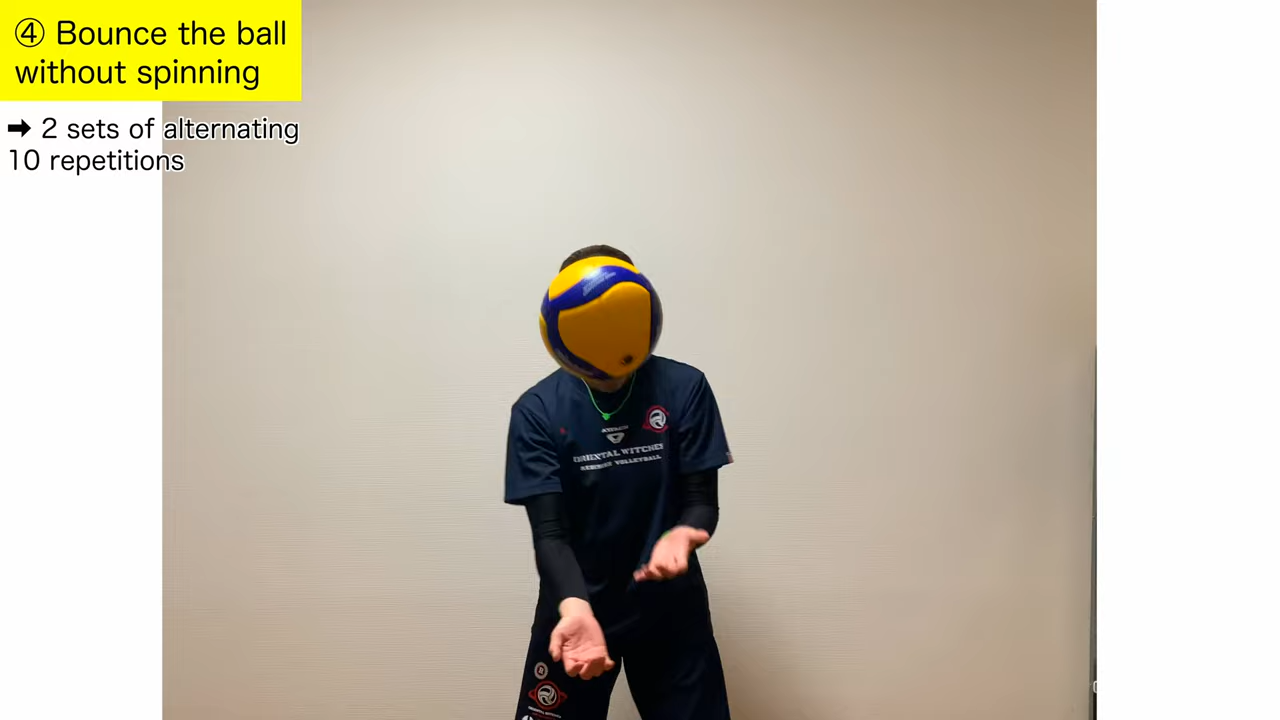 ④ Bounce the ball
without spinning
➡ 2 sets of alternating
10 repetitions
ORIENTAL WITCHES